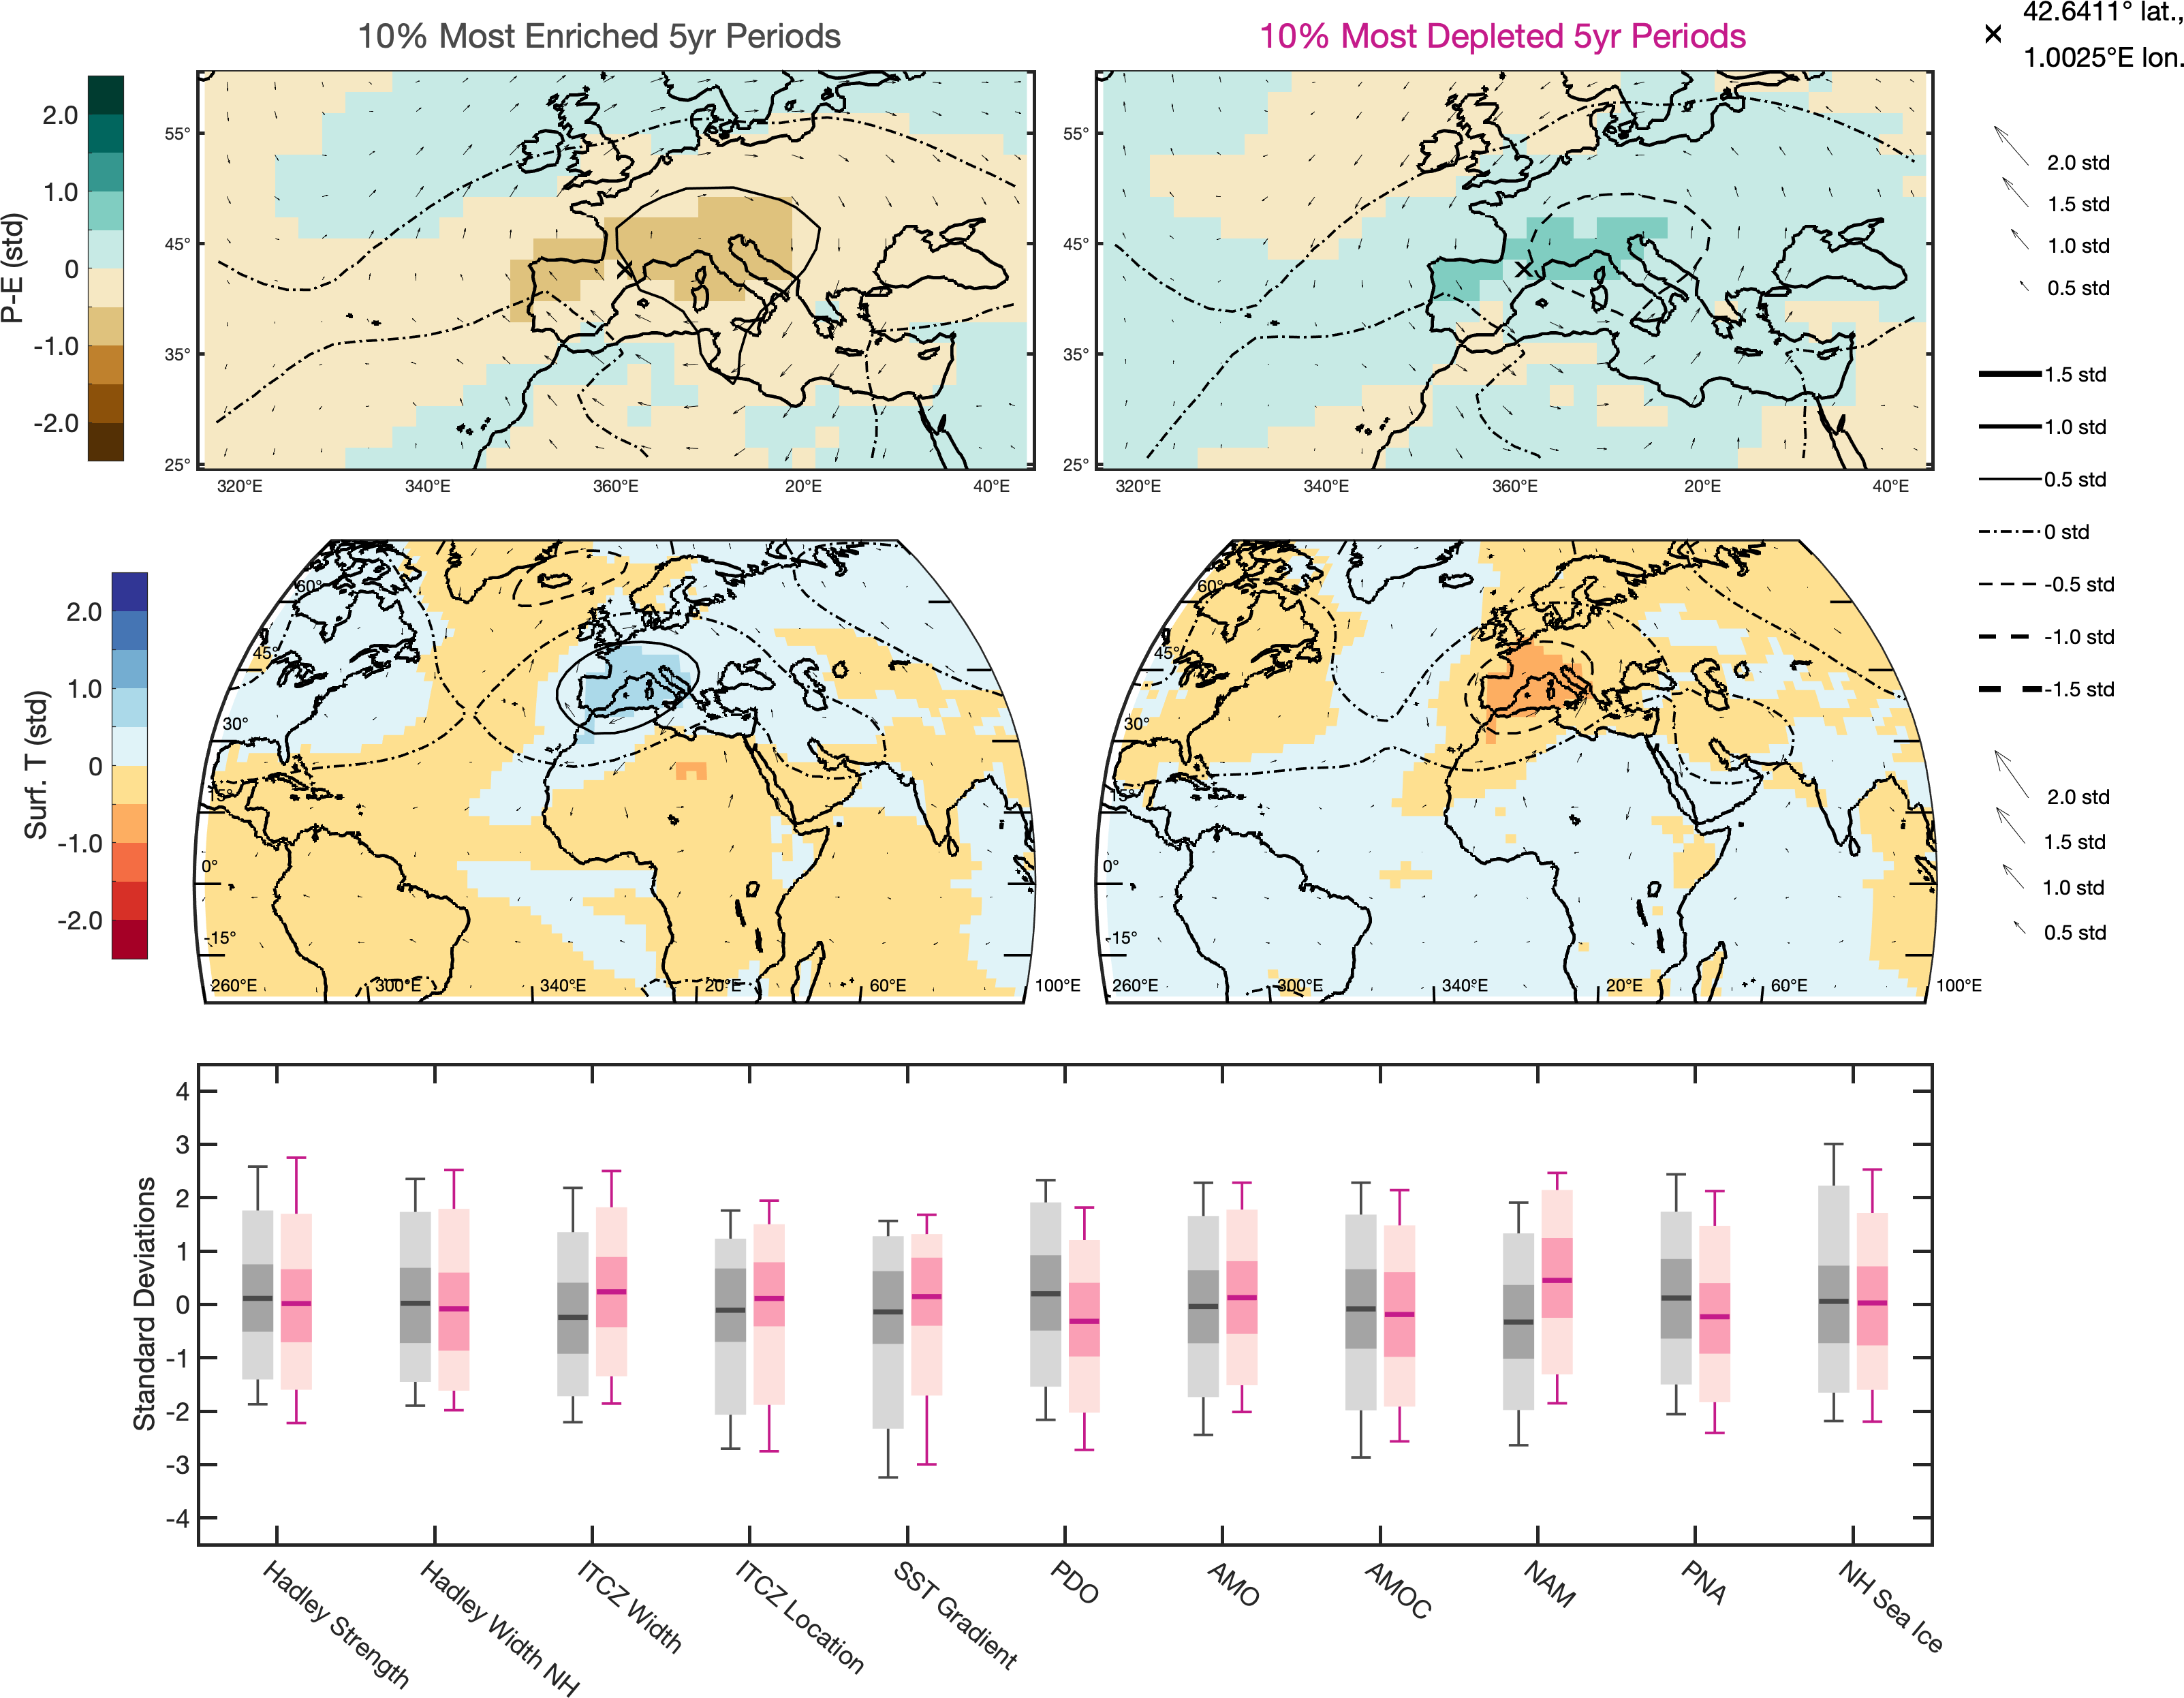 10% Most Enriched 5yr Periods
10% Most Depleted 5yr Periods
42.6411° lat.,
1.0025°E lon.
P-E (std)
2.0
1.0
0
-1.0
-2.0
55°
45°
35°
25°
320°E 340°E 360°E 20°E 40°E
55°
45°
35°
25°
320°E 340°E 360°E 20°E 40°E
2.0 std
1.5 std
1.0 std
0.5 std
1.5 std
1.0 std
0.5 std
0 std
-0.5 std
-1.0 std
-1.5 std
Surf. T (std)
2.0
1.0
0
-1.0
-2.0
60°
45°
30°
15°
0°
-15°
260°E 300°E 340°E 20°E 60°E 100°E
60°
45°
30°
15°
0°
-15°
260°E 300°E 340°E 20°E 60°E 100°E
2.0 std
1.5 std
1.0 std
0.5 std
Standard Deviations
4
3
2
1
0
-1
-2
-3
-4
Hadley Strength
Hadley Width NH
ITCZ Width
ITCZ Location
SST Gradient
PDO
AMO
AMOC
NAM
PNA
NH Sea Ice